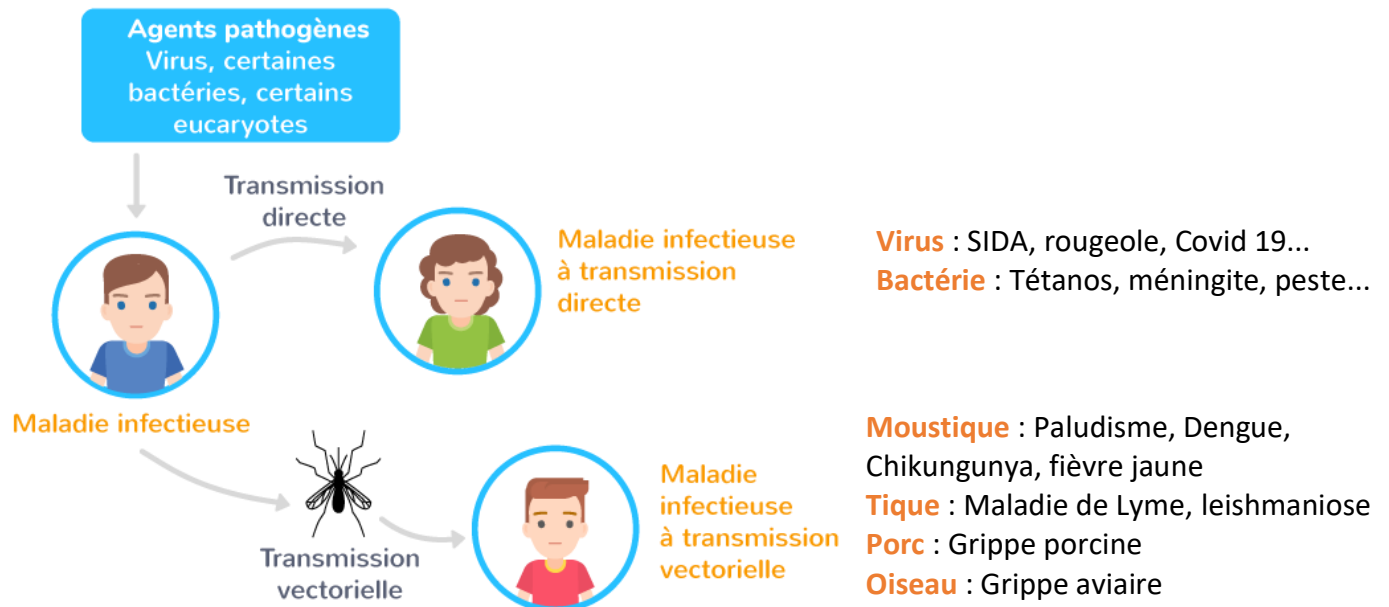 Agents pathogènes
Virus, certaines
bactéries, certains
eucaryotes
Transmission
directe
Maladie infectieuse
à transmission
directe
Virus : SIDA, rougeole, Covid 19...
Bactérie : Tétanos, méningite, peste...
Maladie infectieuse
Transmission
vectorielle
Maladie
infectieuse
à transmission
vectorielle
Moustique : Paludisme, Dengue,
Chikungunya, fièvre jaune
Tique : Maladie de Lyme, leishmaniose
Porc : Grippe porcine
Oiseau : Grippe aviaire